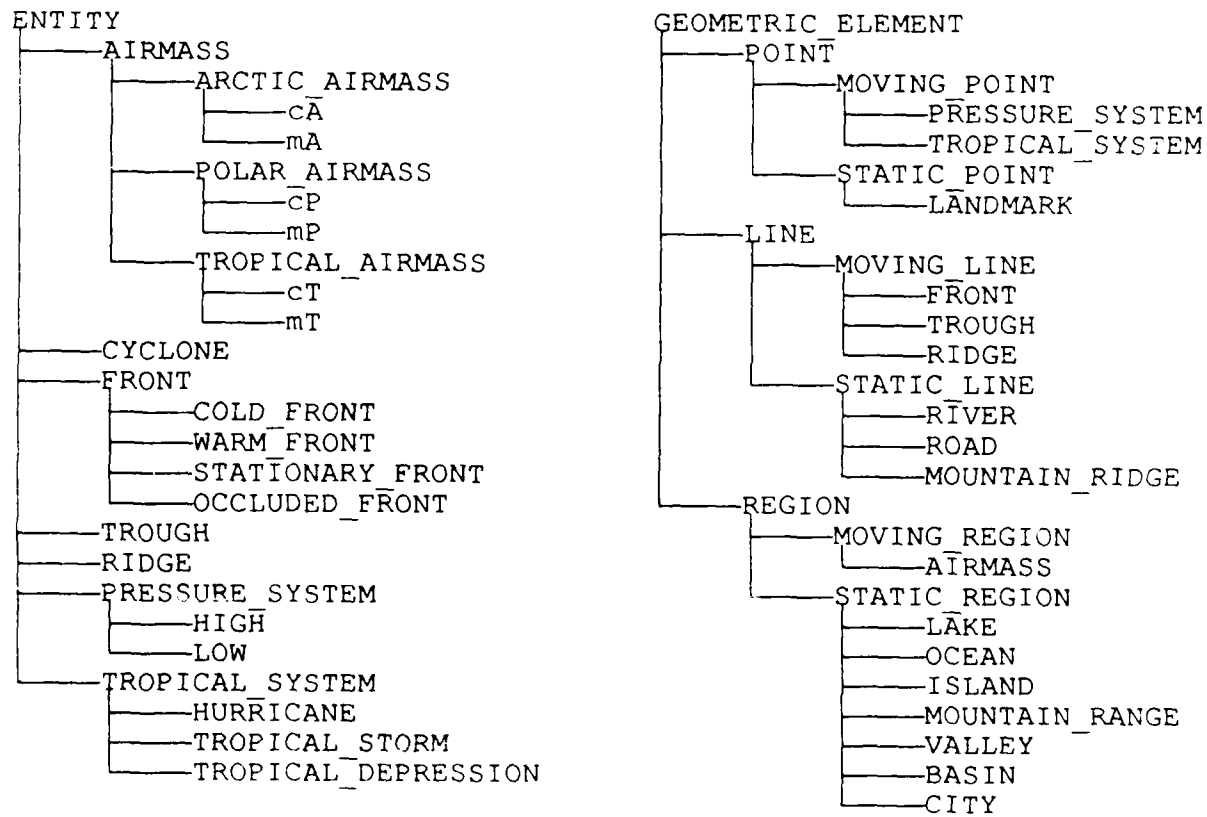 ENTITY
AIRMASS
ARCTIC_AIRMASS
cA
mA
POLAR_AIRMASS
cP
mP
TROPICAL_AIRMASS
cT
mT
CYCLONE
FRONT
COLD_FRONT
WARM_FRONT
STATIONARY_FRONT
OCCLUDED_FRONT
TROUGH
RIDGE
PRESSURE_SYSTEM
HIGH
LOW
TROPICAL_SYSTEM
HURRICANE
TROPICAL_STORM
TROPICAL_DEPRESSION
GEOMETRIC_ELEMENT
POINT
MOVING_POINT
PRESSURE_SYSTEM
TROPICAL_SYSTEM
STATIC_POINT
LANDMARK
LINE
MOVING_LINE
FRONT
TROUGH
RIDGE
STATIC_LINE
RIVER
ROAD
MOUNTAIN_RIDGE
REGION
MOVING_REGION
AIRMASS
STATIC_REGION
LAKE
OCEAN
ISLAND
MOUNTAIN_RANGE
VALLEY
BASIN
CITY